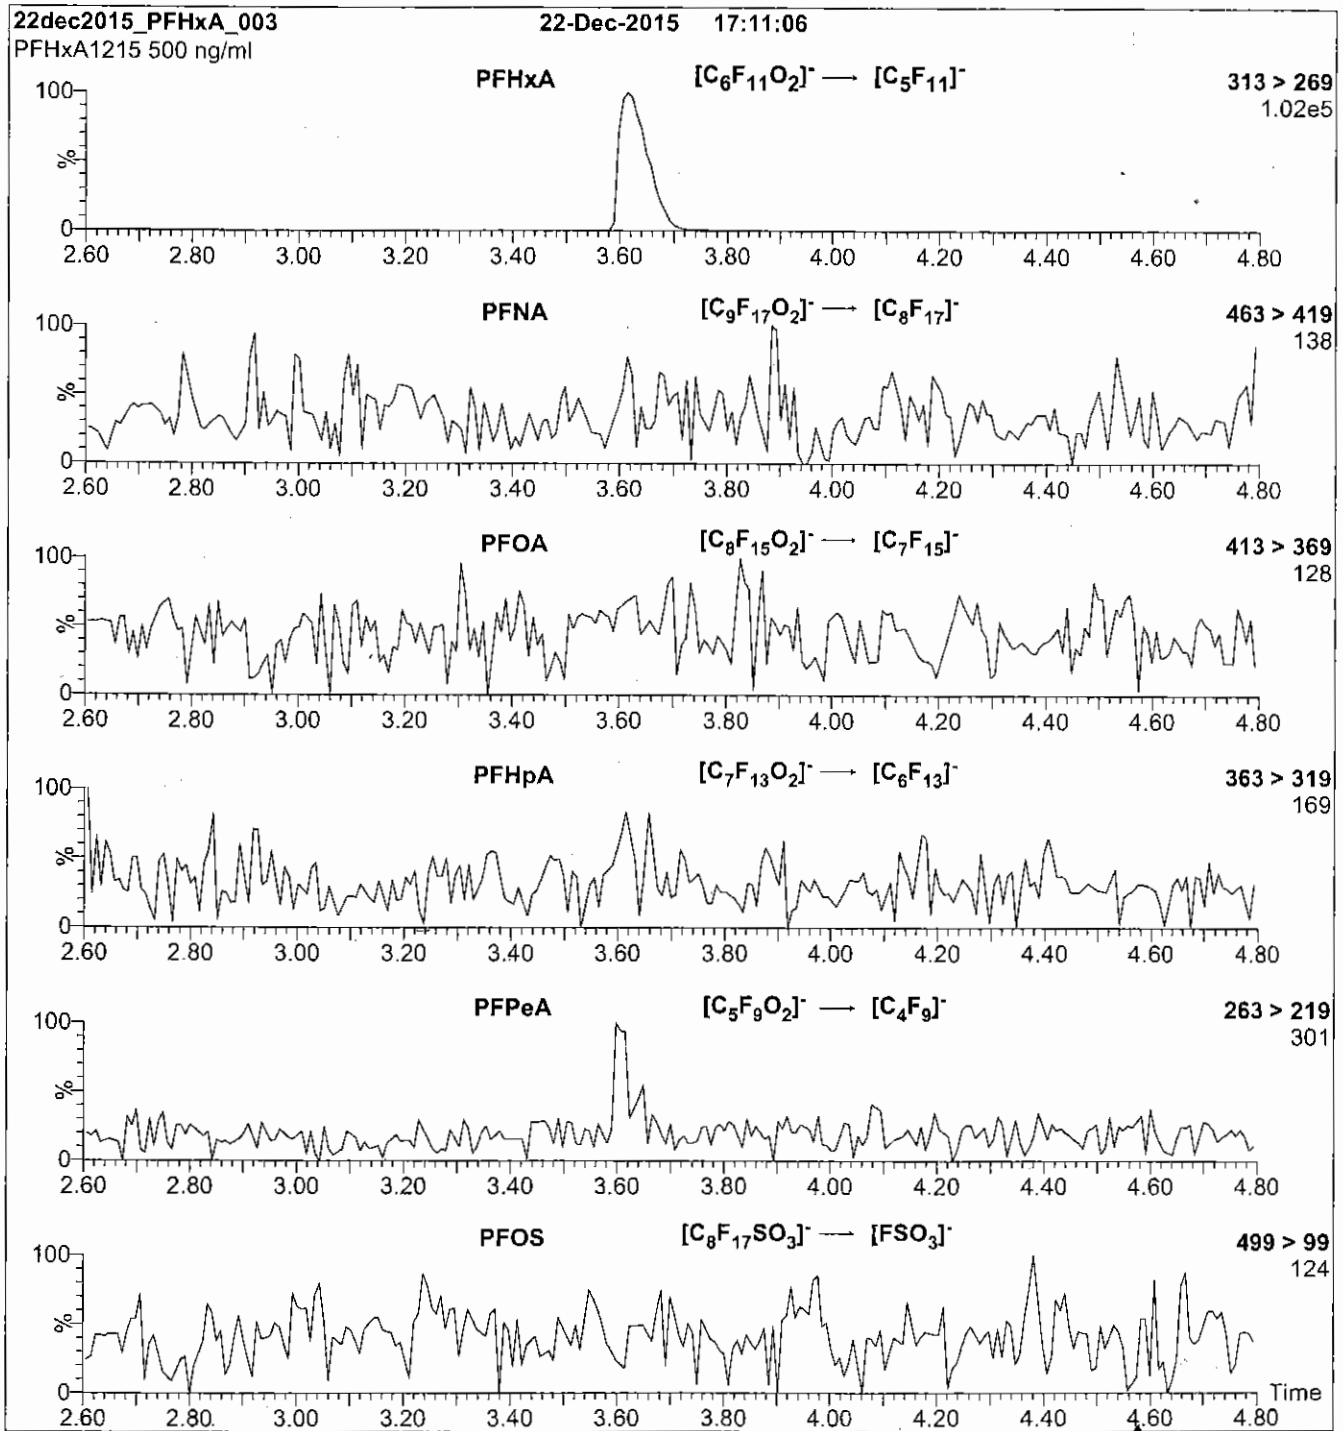 22dec2015_PFHxA_003 22-Dec-2015 17:11:06
PFHxA1215 500 ng/ml
PFHxA [C6F11O2]- → [C5F11]- 313 > 269
1.02e5
100
%
0
2.60 2.80 3.00 3.20 3.40 3.60 3.80 4.00 4.20 4.40 4.60 4.80
PFNA [C9F17O2]- → [C8F17]- 463 > 419
138
100
%
0
2.60 2.80 3.00 3.20 3.40 3.60 3.80 4.00 4.20 4.40 4.60 4.80
PFOA [C8F15O2]- → [C7F15]- 413 > 369
128
100
%
0
2.60 2.80 3.00 3.20 3.40 3.60 3.80 4.00 4.20 4.40 4.60 4.80
PFHpA [C7F13O2]- → [C6F13]- 363 > 319
169
100
%
0
2.60 2.80 3.00 3.20 3.40 3.60 3.80 4.00 4.20 4.40 4.60 4.80
PFPeA [C5F9O2]- → [C4F9]- 263 > 219
301
100
%
0
2.60 2.80 3.00 3.20 3.40 3.60 3.80 4.00 4.20 4.40 4.60 4.80
PFOS [C8F17SO3]- → [FSO3]- 499 > 99
124
100
%
0 Time
2.60 2.80 3.00 3.20 3.40 3.60 3.80 4.00 4.20 4.40 4.60 4.80